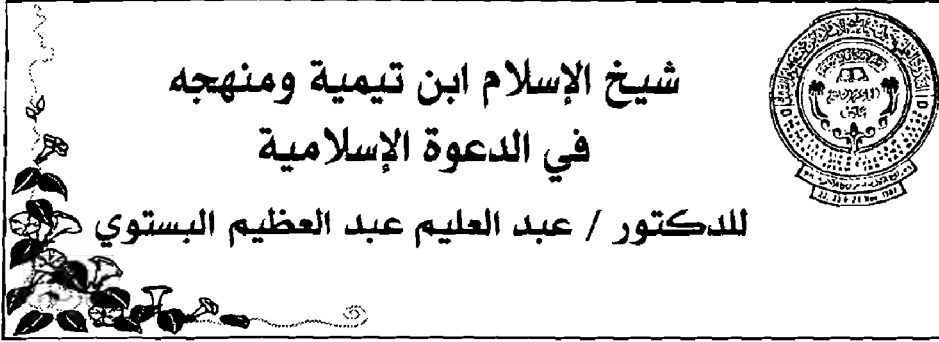 شيخ الإسلام ابن تيمية ومنهجه
في الدعوة الإسلامية
للدكتور / عبد العليم عبد العظيم البستوي